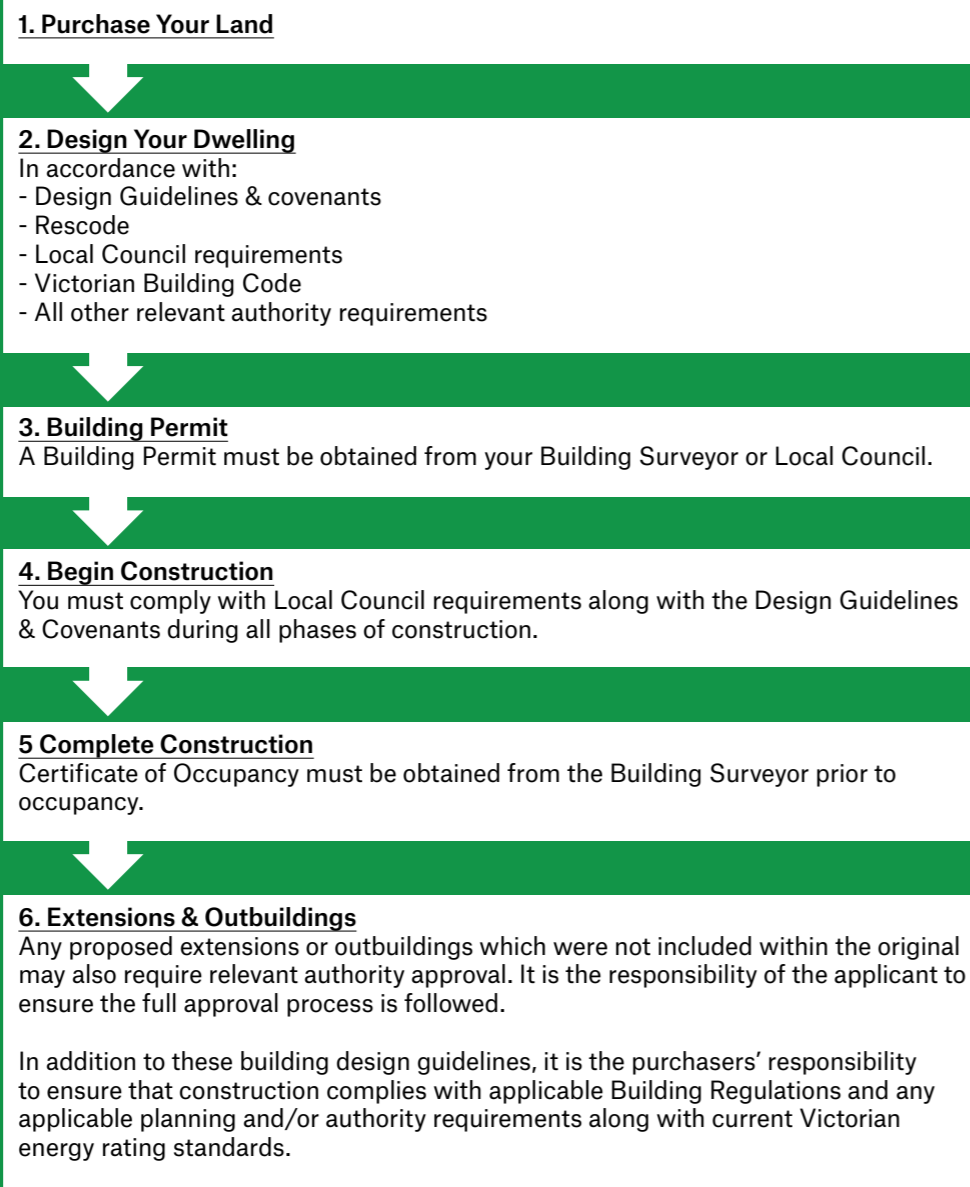 1. Purchase Your Land
2. Design Your Dwelling
In accordance with:
- Design Guidelines & covenants
- Rescode
- Local Council requirements
- Victorian Building Code
- All other relevant authority requirements
3. Building Permit
A Building Permit must be obtained from your Building Surveyor or Local Council.
4. Begin Construction
You must comply with Local Council requirements along with the Design Guidelines
& Covenants during all phases of construction.
5 Complete Construction
Certificate of Occupancy must be obtained from the Building Surveyor prior to
occupancy.
6. Extensions & Outbuildings
Any proposed extensions or outbuildings which were not included within the original
may also require relevant authority approval. It is the responsibility of the applicant to
ensure the full approval process is followed.
In addition to these building design guidelines, it is the purchasers’ responsibility
to ensure that construction complies with applicable Building Regulations and any
applicable planning and/or authority requirements along with current Victorian
energy rating standards.